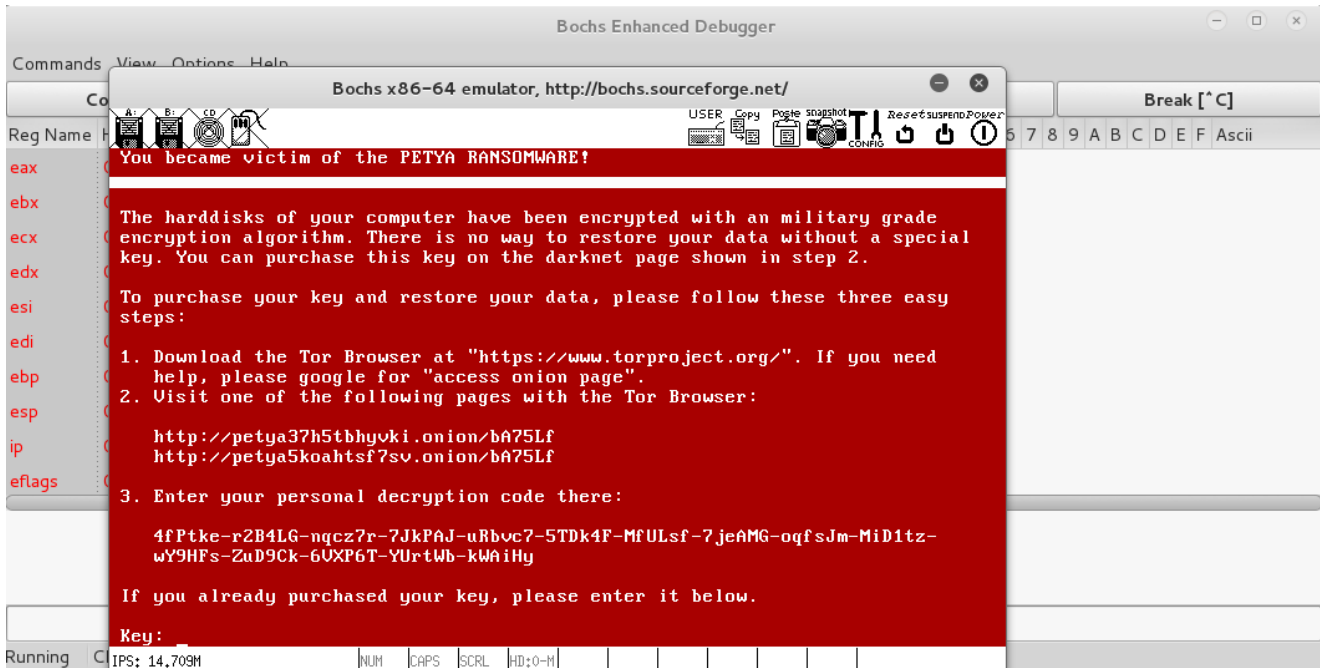 Bochs Enhanced Debugger
Commands View Options Help
Bochs x86-64 emulator, http://bochs.sourceforge.net/
Co
Break [^C]
A: B: CD
USER Copy Paste snapshot CONFIG Reset SUSPEND Power
Reg Name
6 7 8 9 A B C D E F Ascii
eax
ebx
ecx
edx
esi
edi
ebp
esp
ip
eflags
You became victim of the PETYA RANSOMWARE!
The harddisks of your computer have been encrypted with an military grade
encryption algorithm. There is no way to restore your data without a special
key. You can purchase this key on the darknet page shown in step 2.
To purchase your key and restore your data, please follow these three easy
steps:
1. Download the Tor Browser at "https://www.torproject.org/". If you need
help, please google for "access onion page".
2. Visit one of the following pages with the Tor Browser:
http://petya37h5tbhyvki.onion/bA75Lf
http://petya5koahtsf7sv.onion/bA75Lf
3. Enter your personal decryption code there:
4fPtke-r2B4LG-nqcz7r-7JkPAJ-uRbvc7-5TDk4F-MfULsf-7jeAMG-oqfsJm-MiD1tz-
wY9HFs-ZuD9Ck-6VXP6T-YUrtWb-kWAiHy
If you already purchased your key, please enter it below.
Key: _
Running
IPS: 14.709M NUM CAPS SCRL HD:0-M